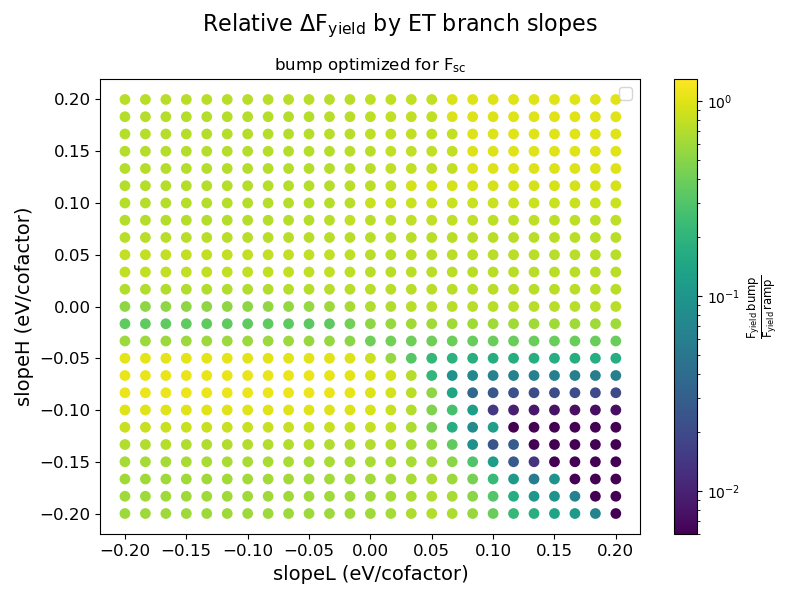 Relative ΔF_yield by ET branch slopes
bump optimized for F_sc
slopeH (eV/cofactor)
0.20
0.15
0.10
0.05
0.00
−0.05
−0.10
−0.15
−0.20
−0.20 −0.15 −0.10 −0.05 0.00 0.05 0.10 0.15 0.20
slopeL (eV/cofactor)
10^0
10^−1
10^−2
F_yield bump
F_yield ramp